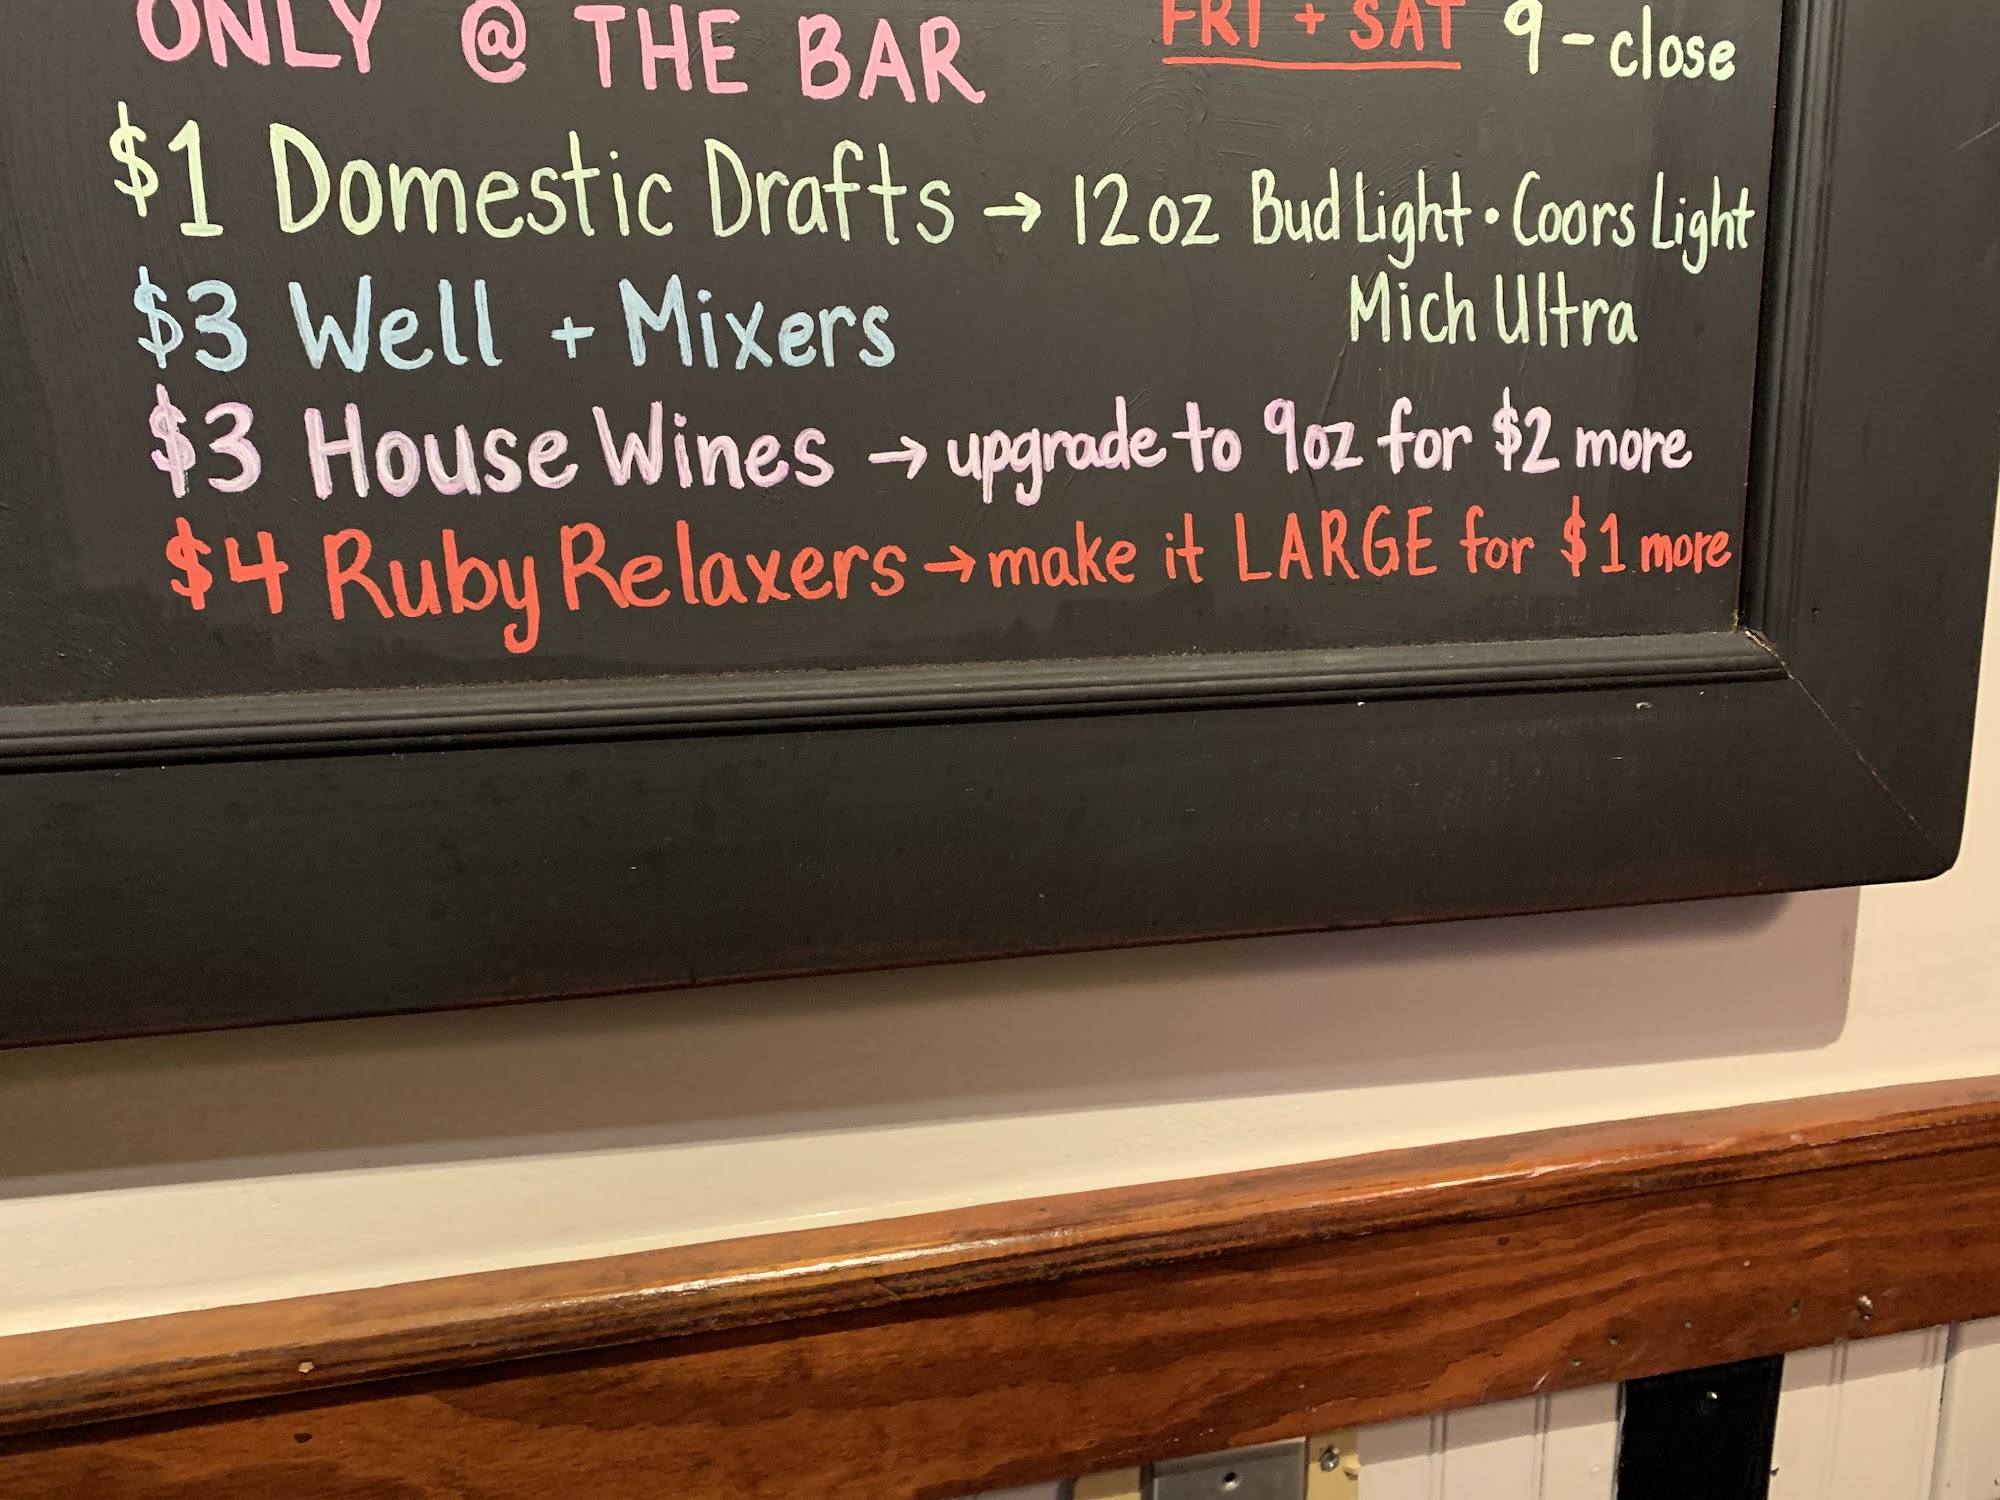 ONLY @ THE BAR FRI + SAT 9 - close
$1 Domestic Drafts → 12oz Bud Light • Coors Light
Mich Ultra
$3 Well + Mixers
$3 House Wines → upgrade to 9oz for $2 more
$4 Ruby Relaxers → make it LARGE for $1 more